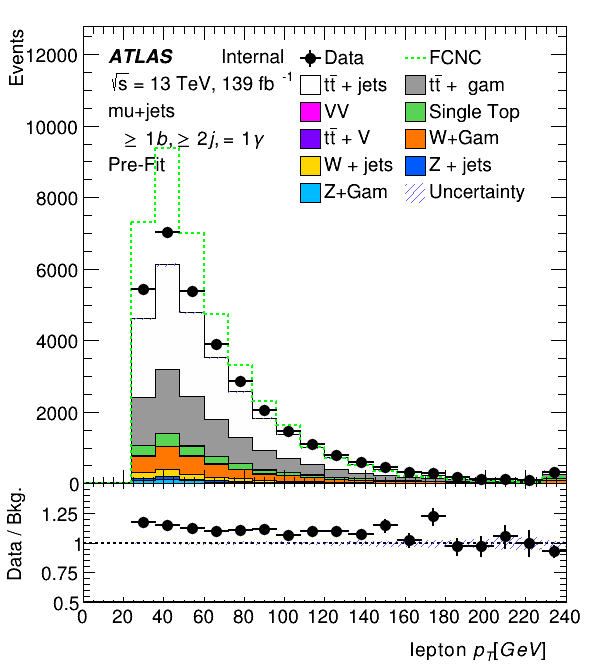 Events
12000
10000
8000
6000
4000
2000
0
ATLAS Internal
√s = 13 TeV, 139 fb⁻¹
mu+jets
≥ 1b, ≥ 2j, = 1γ
Pre-Fit
Data
FCNC
tt̄ + jets
tt̄ + gam
VV
Single Top
tt̄ + V
W+Gam
W + jets
Z + jets
Z+Gam
Uncertainty
Data / Bkg.
1.25
1
0.75
0.5
0 20 40 60 80 100 120 140 160 180 200 220 240
lepton p_T[GeV]